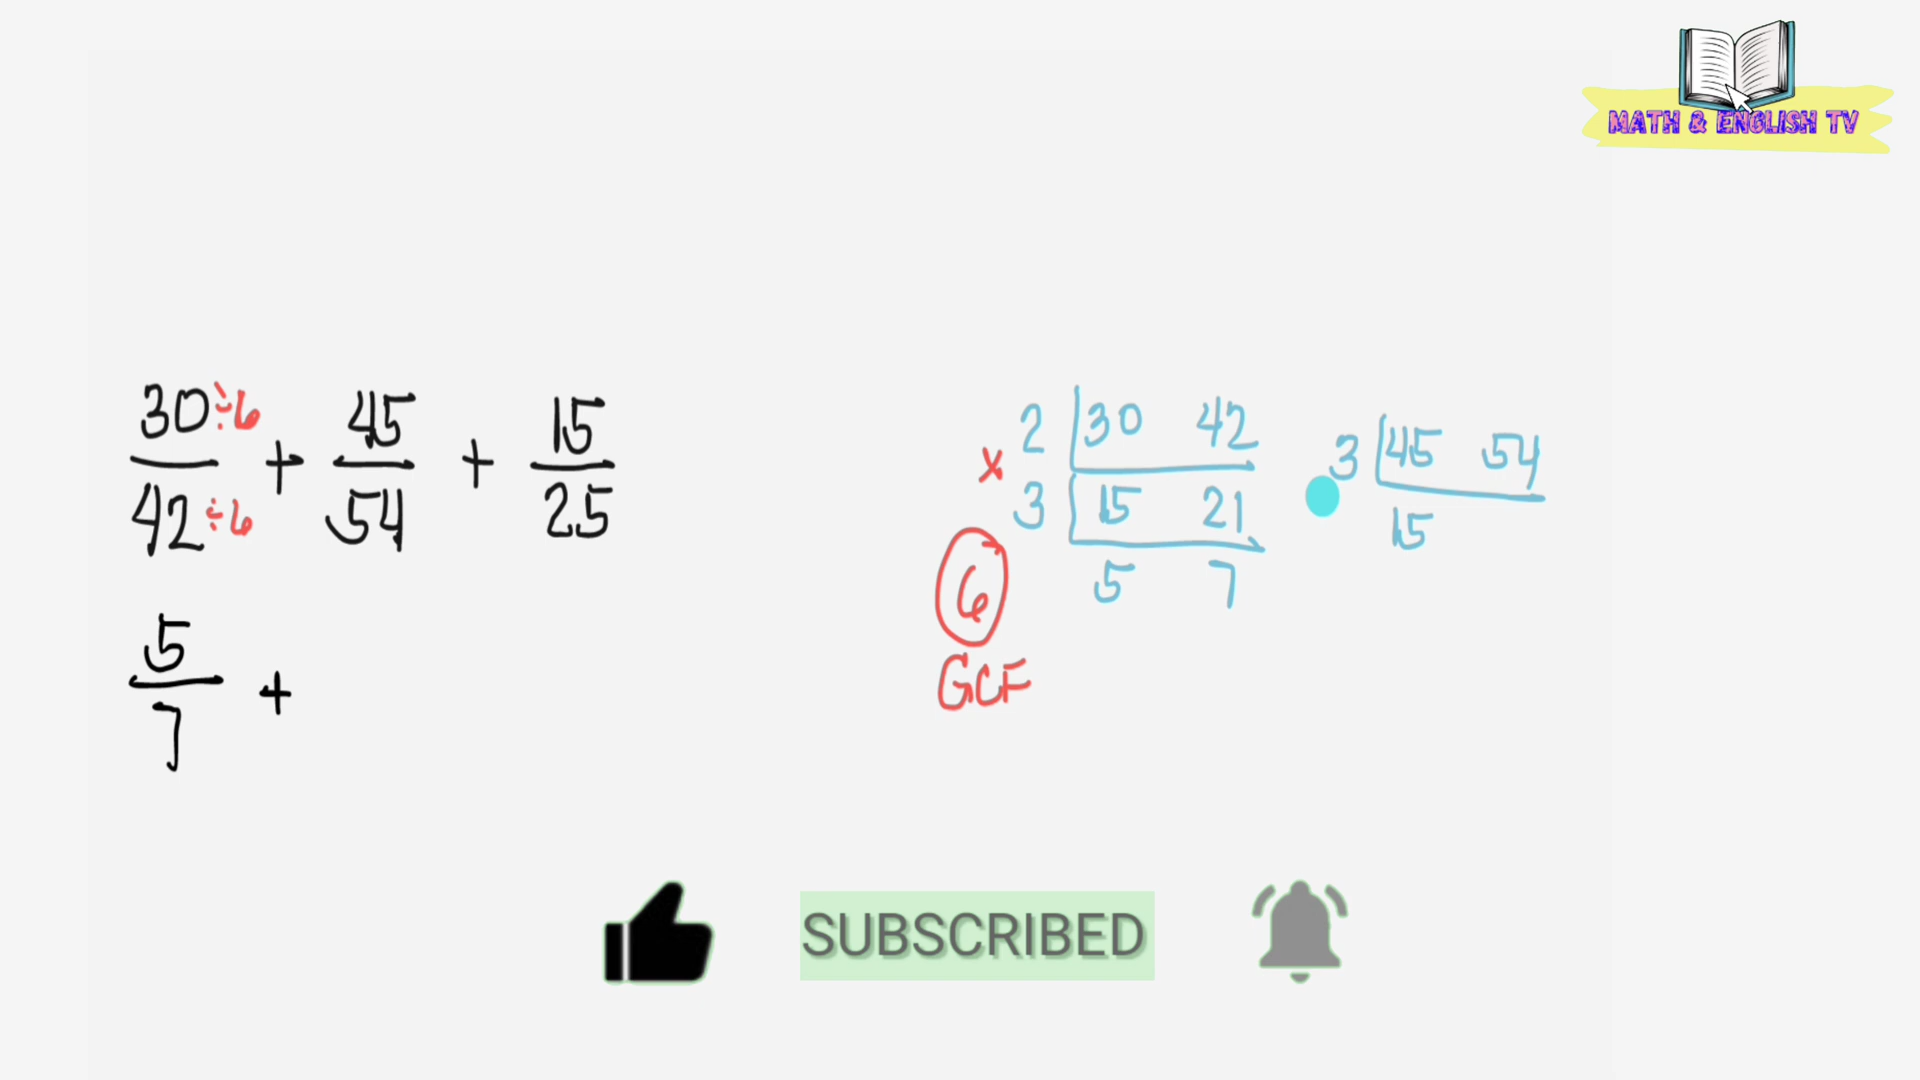 MATH & ENGLISH TV
30÷6 + 45 + 15
42÷6 54 25
5 +
7
2 30 42
×
3 15 21
5 7
6
GCF
3 45 54
15
SUBSCRIBED